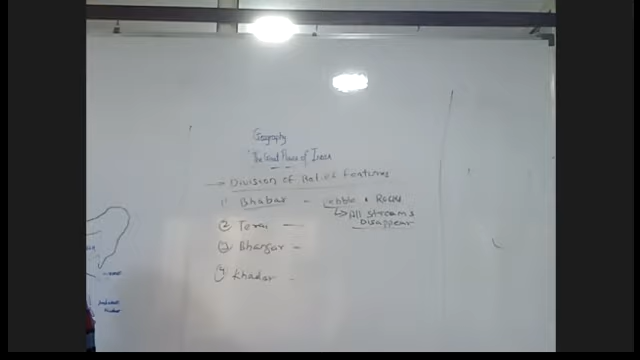 Geography
The Great Plains of India
→ Division of Relief Features
1) Bhabar - Pebble & Rocks
↳ All Streams
Disappear
② Terai —
③ Bhangar -
④ Khadar -